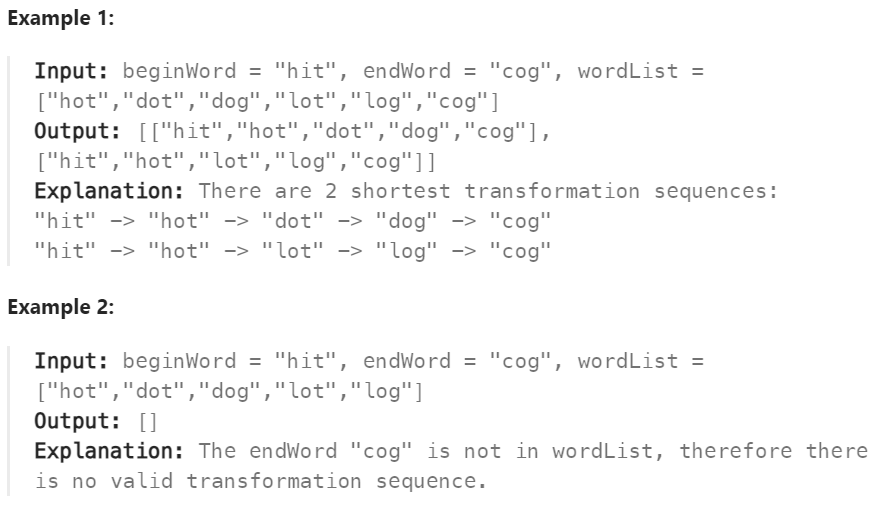 Example 1:
Input: beginWord = "hit", endWord = "cog", wordList =
["hot","dot","dog","lot","log","cog"]
Output: [["hit","hot","dot","dog","cog"],
["hit","hot","lot","log","cog"]]
Explanation: There are 2 shortest transformation sequences:
"hit" -> "hot" -> "dot" -> "dog" -> "cog"
"hit" -> "hot" -> "lot" -> "log" -> "cog"
Example 2:
Input: beginWord = "hit", endWord = "cog", wordList =
["hot","dot","dog","lot","log"]
Output: []
Explanation: The endWord "cog" is not in wordList, therefore there
is no valid transformation sequence.